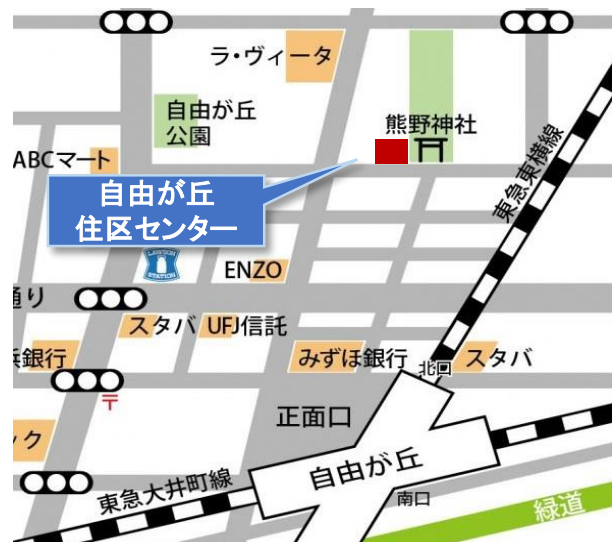 ラ・ヴィータ
自由が丘
公園
熊野神社
ABCマート
自由が丘
住区センター
東急東横線
LAWSON
STATION
ENZO
通り
スタバ
UFJ信託
浜銀行
みずほ銀行
北口
スタバ
〒
正面口
ック
自由が丘
東急大井町線
南口
緑道